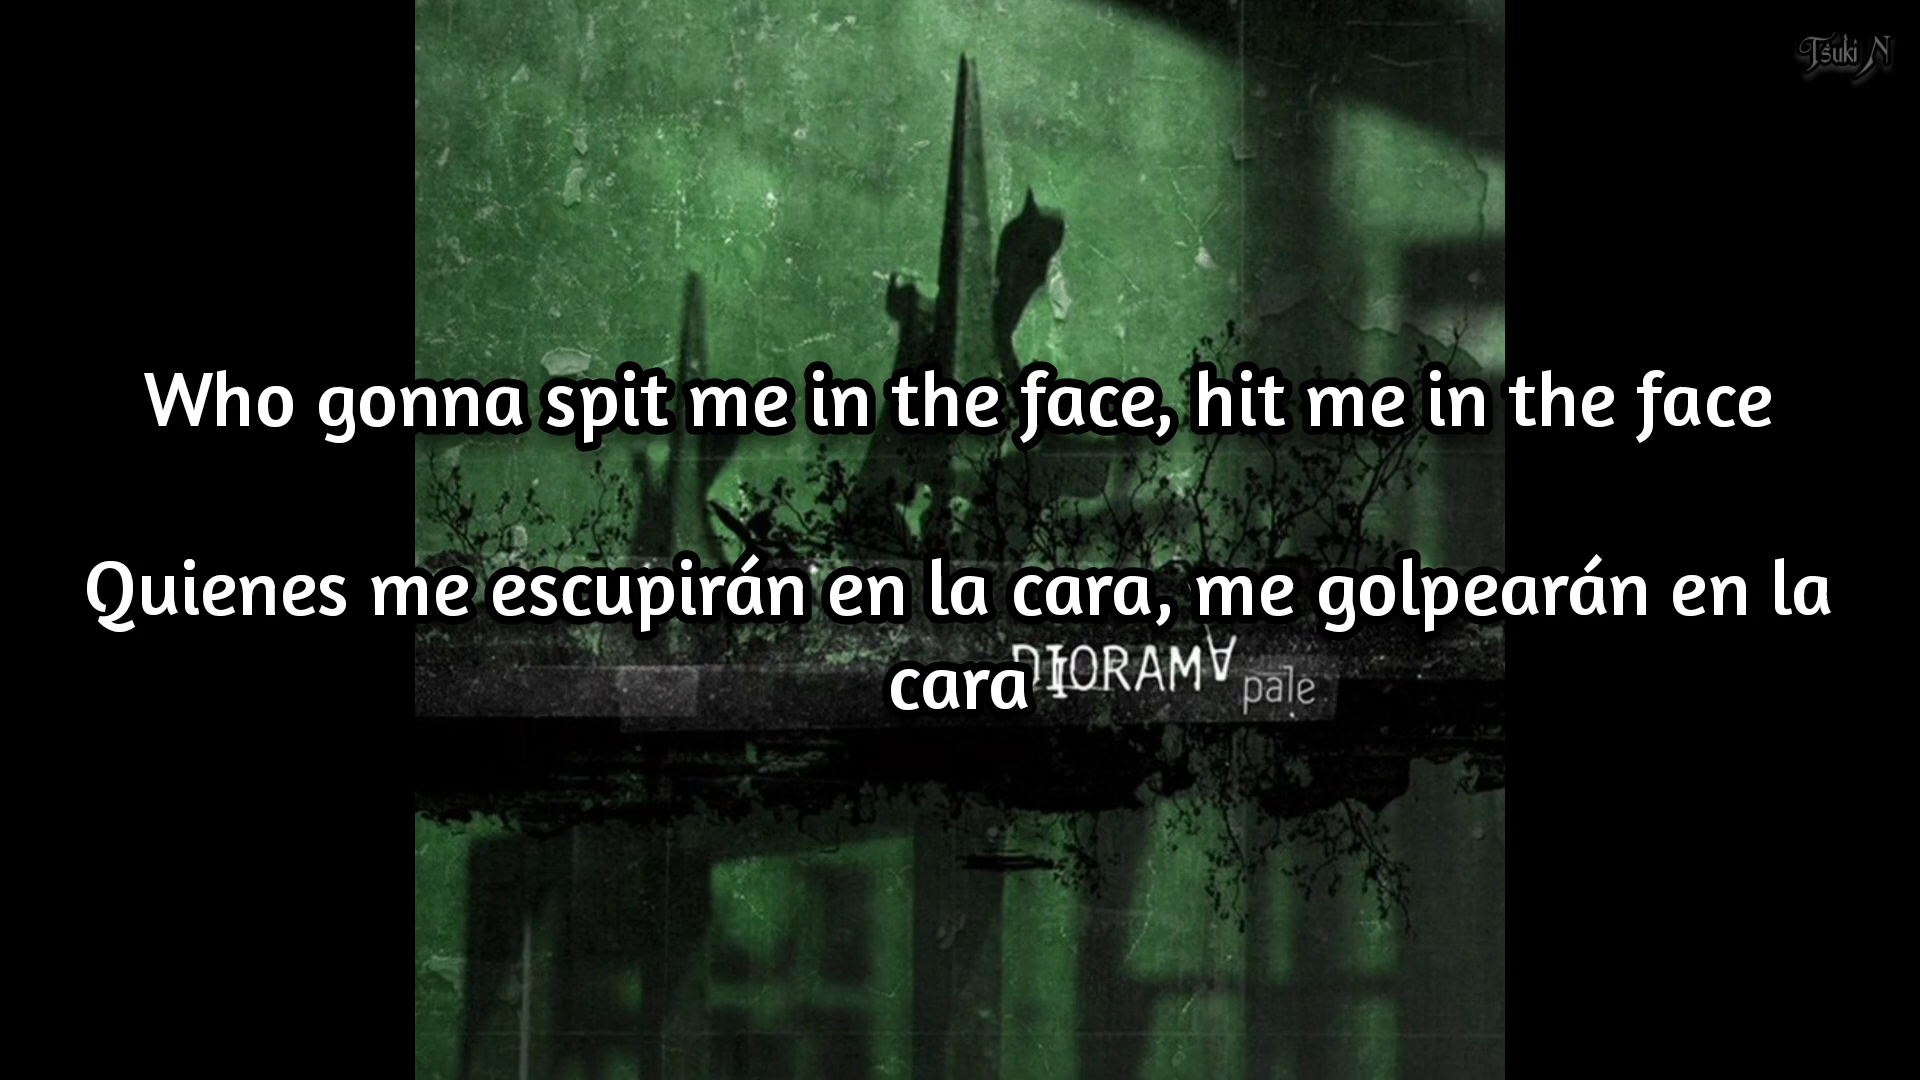 Tsuki N
Who gonna spit me in the face, hit me in the face
Quienes me escupirán en la cara, me golpearán en la
cara
DIORAMA
pale